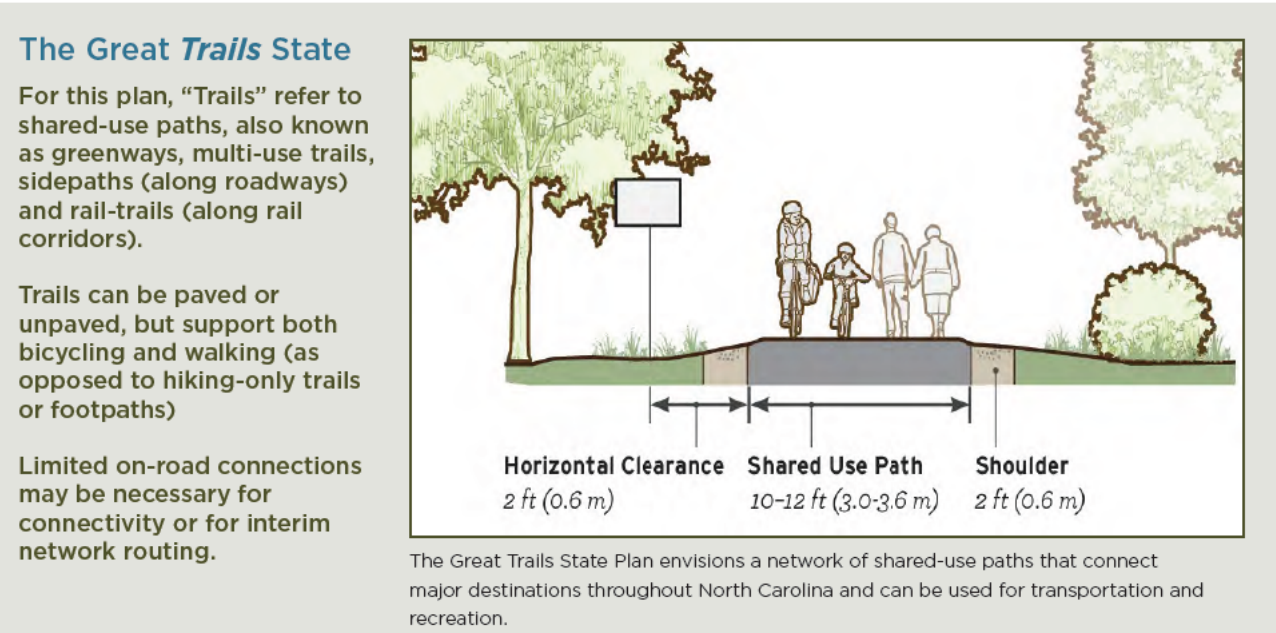 The Great Trails State
For this plan, “Trails” refer to
shared-use paths, also known
as greenways, multi-use trails,
sidepaths (along roadways)
and rail-trails (along rail
corridors).
Trails can be paved or
unpaved, but support both
bicycling and walking (as
opposed to hiking-only trails
or footpaths)
Limited on-road connections
may be necessary for
connectivity or for interim
network routing.
Horizontal Clearance
2 ft (0.6 m)
Shared Use Path
10–12 ft (3.0-3.6 m)
Shoulder
2 ft (0.6 m)
The Great Trails State Plan envisions a network of shared-use paths that connect
major destinations throughout North Carolina and can be used for transportation and
recreation.